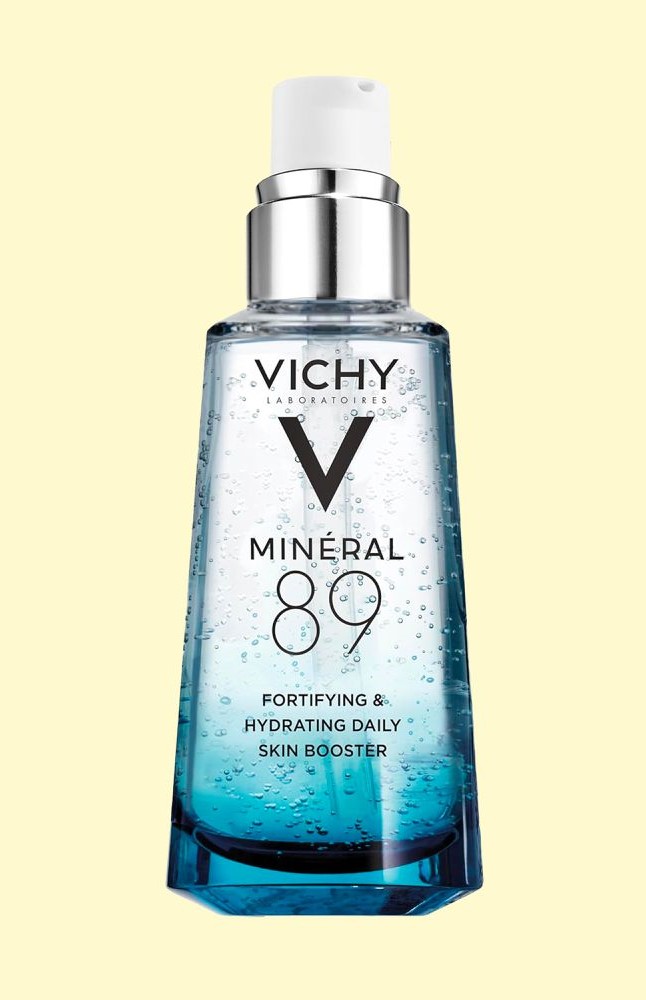 VICHY
LABORATOIRES
V
MINÉRAL
89
FORTIFYING &
HYDRATING DAILY
SKIN BOOSTER